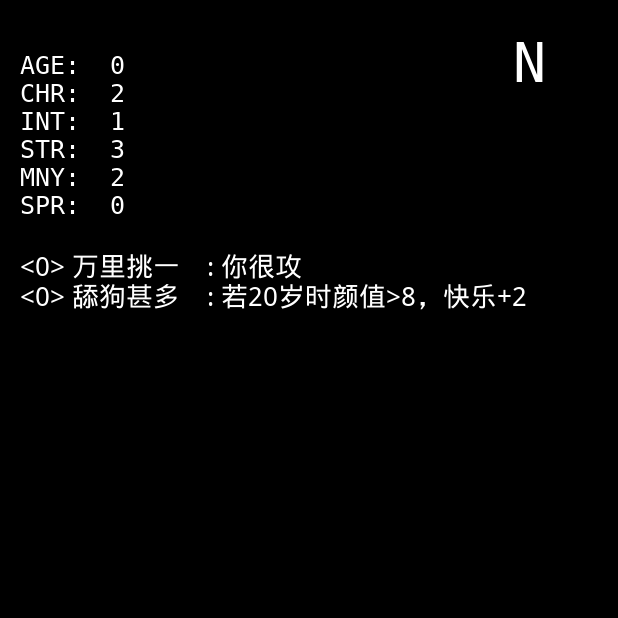 N
AGE: 0
CHR: 2
INT: 1
STR: 3
MNY: 2
SPR: 0
<O> 万里挑一 :你很攻
<O> 舔狗甚多 :若20岁时颜值>8，快乐+2